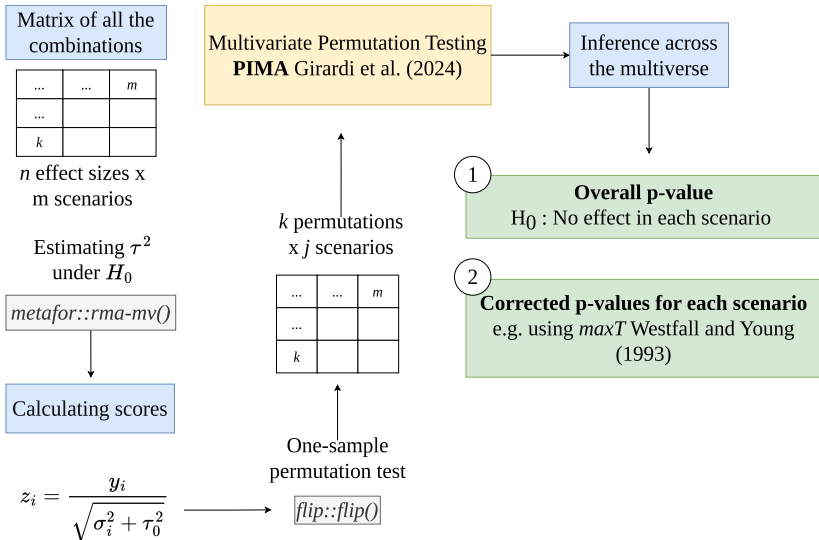 Matrix of all the
combinations
... ... m
...
k
n effect sizes x
m scenarios
Estimating τ²
under H₀
metafor::rma-mv()
Calculating scores
zᵢ = yᵢ / √(σᵢ² + τ₀²)
flip::flip()
One-sample
permutation test
... ... m
...
k
k permutations
x j scenarios
Multivariate Permutation Testing
PIMA Girardi et al. (2024)
Inference across
the multiverse
1
Overall p-value
H₀ : No effect in each scenario
2
Corrected p-values for each scenario
e.g. using maxT Westfall and Young
(1993)